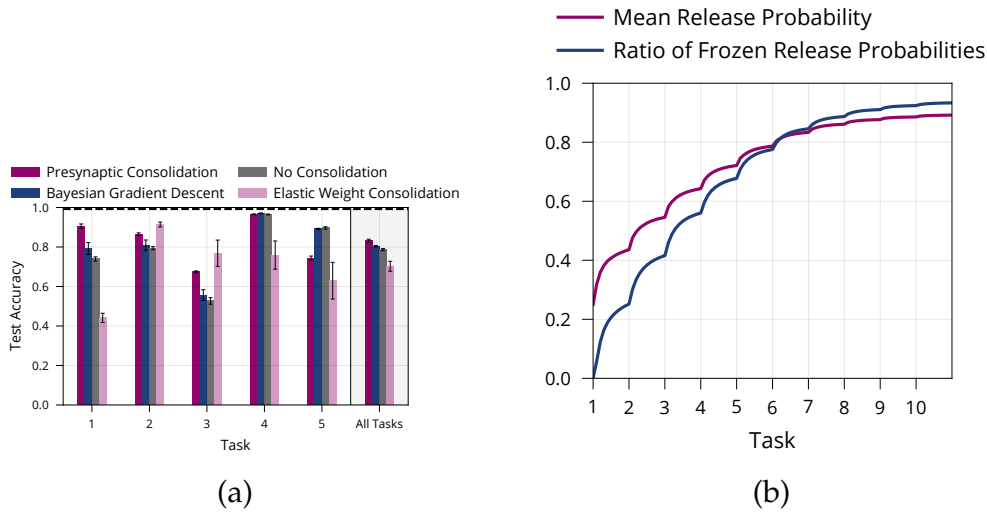 Presynaptic Consolidation
No Consolidation
Bayesian Gradient Descent
Elastic Weight Consolidation
1.0
0.8
0.6
0.4
0.2
0.0
Test Accuracy
1 2 3 4 5 All Tasks
Task
(a)
Mean Release Probability
Ratio of Frozen Release Probabilities
1.0
0.8
0.6
0.4
0.2
0.0
1 2 3 4 5 6 7 8 9 10
Task
(b)